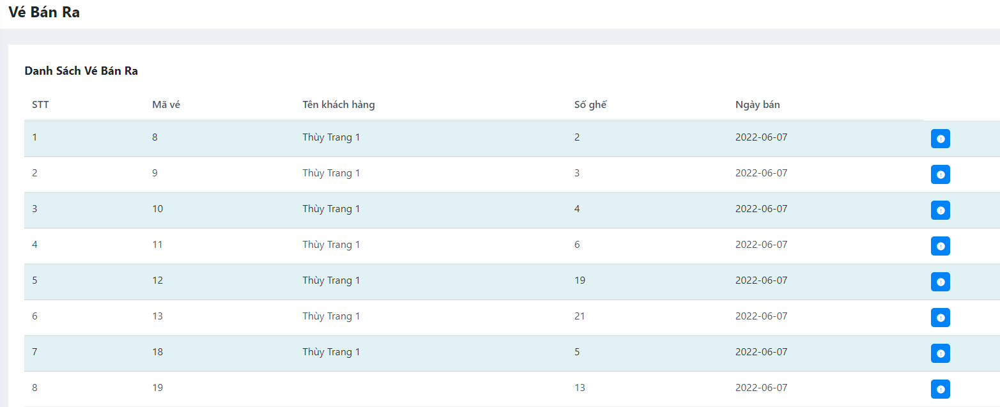 Vé Bán Ra
Danh Sách Vé Bán Ra
STT Mã vé Tên khách hàng Số ghế Ngày bán
1 8 Thùy Trang 1 2 2022-06-07
2 9 Thùy Trang 1 3 2022-06-07
3 10 Thùy Trang 1 4 2022-06-07
4 11 Thùy Trang 1 6 2022-06-07
5 12 Thùy Trang 1 19 2022-06-07
6 13 Thùy Trang 1 21 2022-06-07
7 18 Thùy Trang 1 5 2022-06-07
8 19 13 2022-06-07